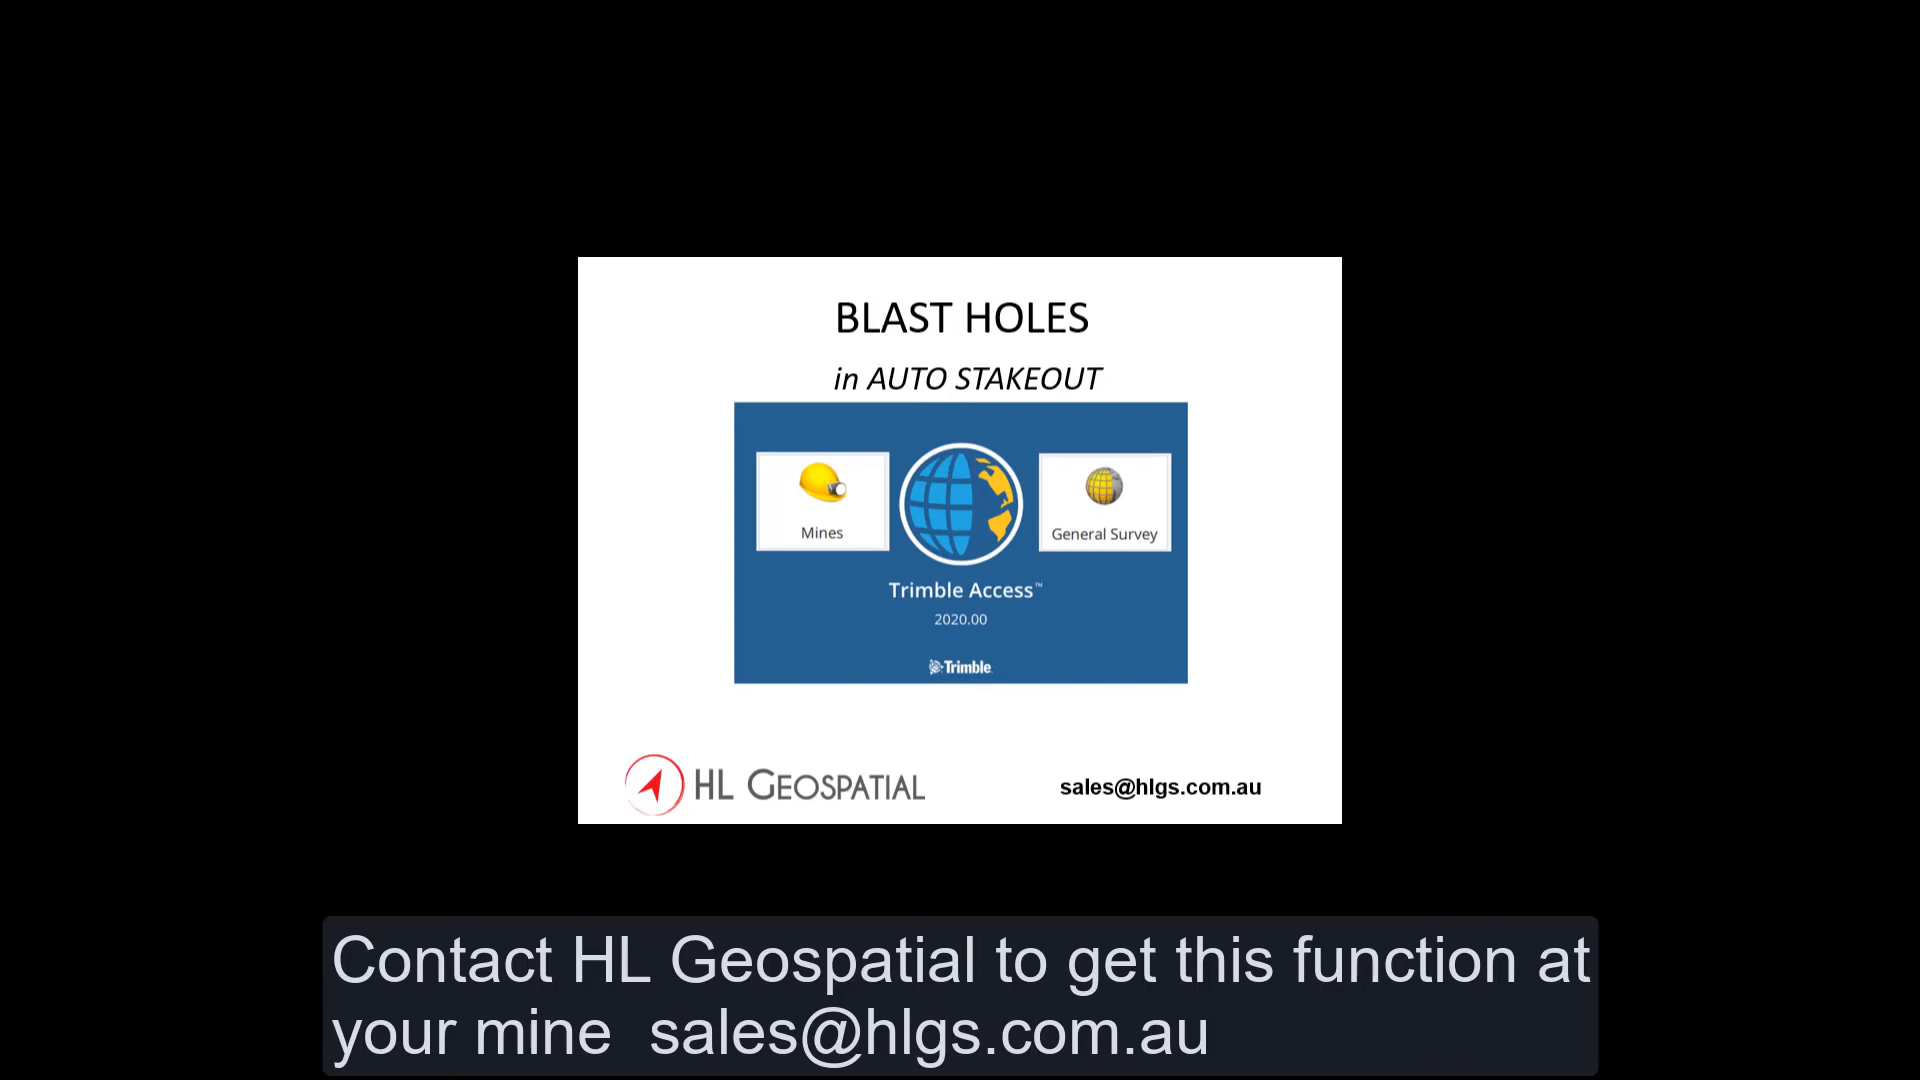 BLAST HOLES
in AUTO STAKEOUT
Mines
General Survey
Trimble Access™
2020.00
Trimble
HL GEOSPATIAL
sales@hlgs.com.au
Contact HL Geospatial to get this function at
your mine  sales@hlgs.com.au